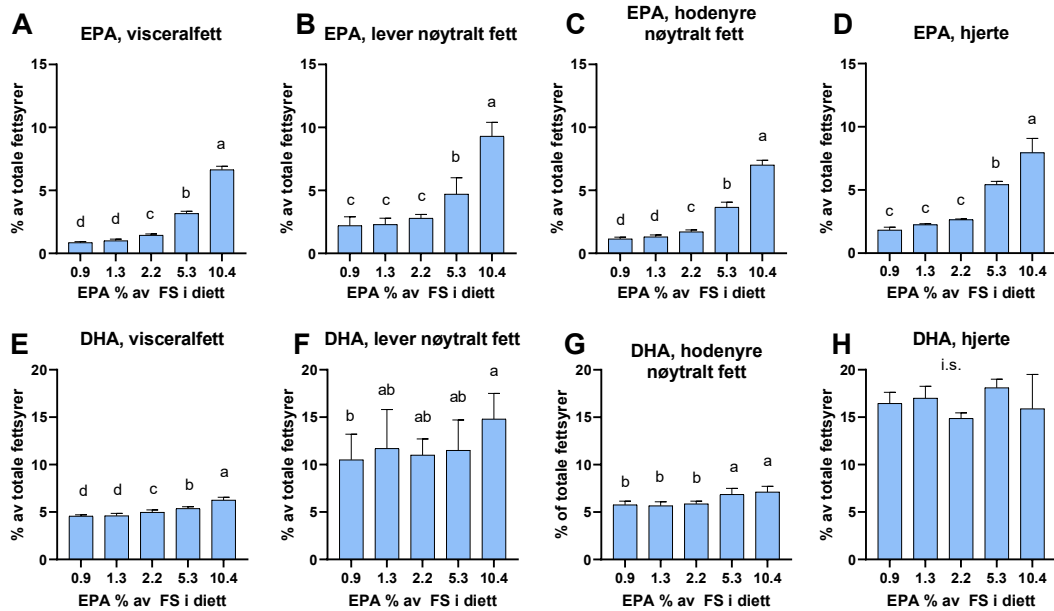 A
EPA, visceralfett
% av totale fettsyrer
15
10
5
0
d d c b a
0.9 1.3 2.2 5.3 10.4
EPA % av FS i diett
B
EPA, lever nøytralt fett
% av totale fettsyrer
15
10
5
0
c c c b a
0.9 1.3 2.2 5.3 10.4
EPA % av FS i diett
C
EPA, hodenyre
nøytralt fett
% av totale fettsyrer
15
10
5
0
d d c b a
0.9 1.3 2.2 5.3 10.4
EPA % av FS i diett
D
EPA, hjerte
% av totale fettsyrer
15
10
5
0
c c c b a
0.9 1.3 2.2 5.3 10.4
EPA % av FS i diett
E
DHA, visceralfett
% av totale fettsyrer
20
15
10
5
0
d d c b a
0.9 1.3 2.2 5.3 10.4
EPA % av FS i diett
F
DHA, lever nøytralt fett
% av totale fettsyrer
20
15
10
5
0
b ab ab ab a
0.9 1.3 2.2 5.3 10.4
EPA % av FS i diett
G
DHA, hodenyre
nøytralt fett
% of totale fettsyrer
20
15
10
5
0
b b b a a
0.9 1.3 2.2 5.3 10.4
EPA % av FS i diett
H
DHA, hjerte
i.s.
% av totale fettsyrer
20
15
10
5
0
0.9 1.3 2.2 5.3 10.4
EPA % av FS i diett